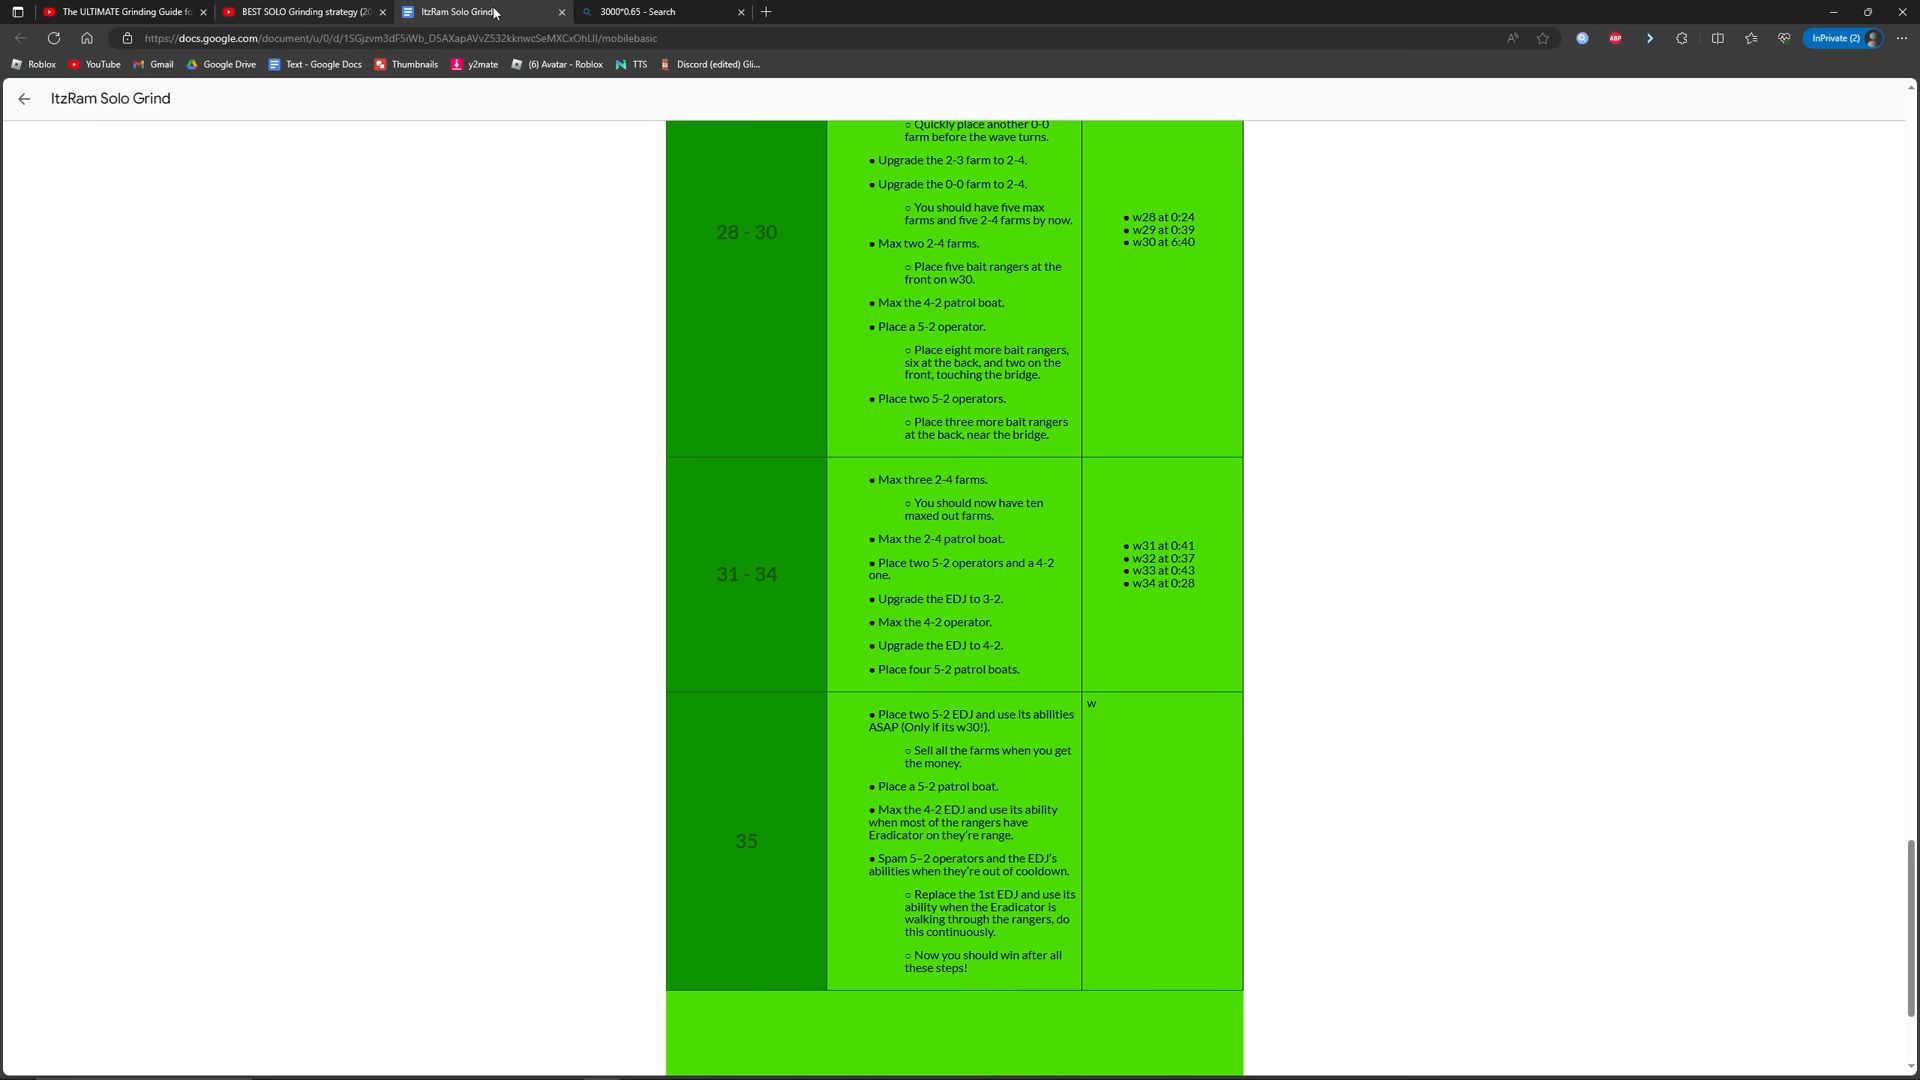 The ULTIMATE Grinding Guide fo
BEST SOLO Grinding strategy (20
ItzRam Solo Grind
3000*0.65 - Search
https://docs.google.com/document/u/0/d/1SGjzvm3dF5iWb_D5AXapAVvZ532kknwcSeMXCxOhLlI/mobilebasic
ABP
InPrivate (2)
Roblox
YouTube
Gmail
Google Drive
Text - Google Docs
Thumbnails
y2mate
(6) Avatar - Roblox
TTS
Discord (edited) Gli...
ItzRam Solo Grind
28 - 30
○ Quickly place another 0-0
farm before the wave turns.
● Upgrade the 2-3 farm to 2-4.
● Upgrade the 0-0 farm to 2-4.
○ You should have five max
farms and five 2-4 farms by now.
● Max two 2-4 farms.
○ Place five bait rangers at the
front on w30.
● Max the 4-2 patrol boat.
● Place a 5-2 operator.
○ Place eight more bait rangers,
six at the back, and two on the
front, touching the bridge.
● Place two 5-2 operators.
○ Place three more bait rangers
at the back, near the bridge.
● w28 at 0:24
● w29 at 0:39
● w30 at 6:40
31 - 34
● Max three 2-4 farms.
○ You should now have ten
maxed out farms.
● Max the 2-4 patrol boat.
● Place two 5-2 operators and a 4-2
one.
● Upgrade the EDJ to 3-2.
● Max the 4-2 operator.
● Upgrade the EDJ to 4-2.
● Place four 5-2 patrol boats.
● w31 at 0:41
● w32 at 0:37
● w33 at 0:43
● w34 at 0:28
35
● Place two 5-2 EDJ and use its abilities
ASAP (Only if its w30!).
○ Sell all the farms when you get
the money.
● Place a 5-2 patrol boat.
● Max the 4-2 EDJ and use its ability
when most of the rangers have
Eradicator on they're range.
● Spam 5–2 operators and the EDJ's
abilities when they're out of cooldown.
○ Replace the 1st EDJ and use its
ability when the Eradicator is
walking through the rangers, do
this continuously.
○ Now you should win after all
these steps!
w